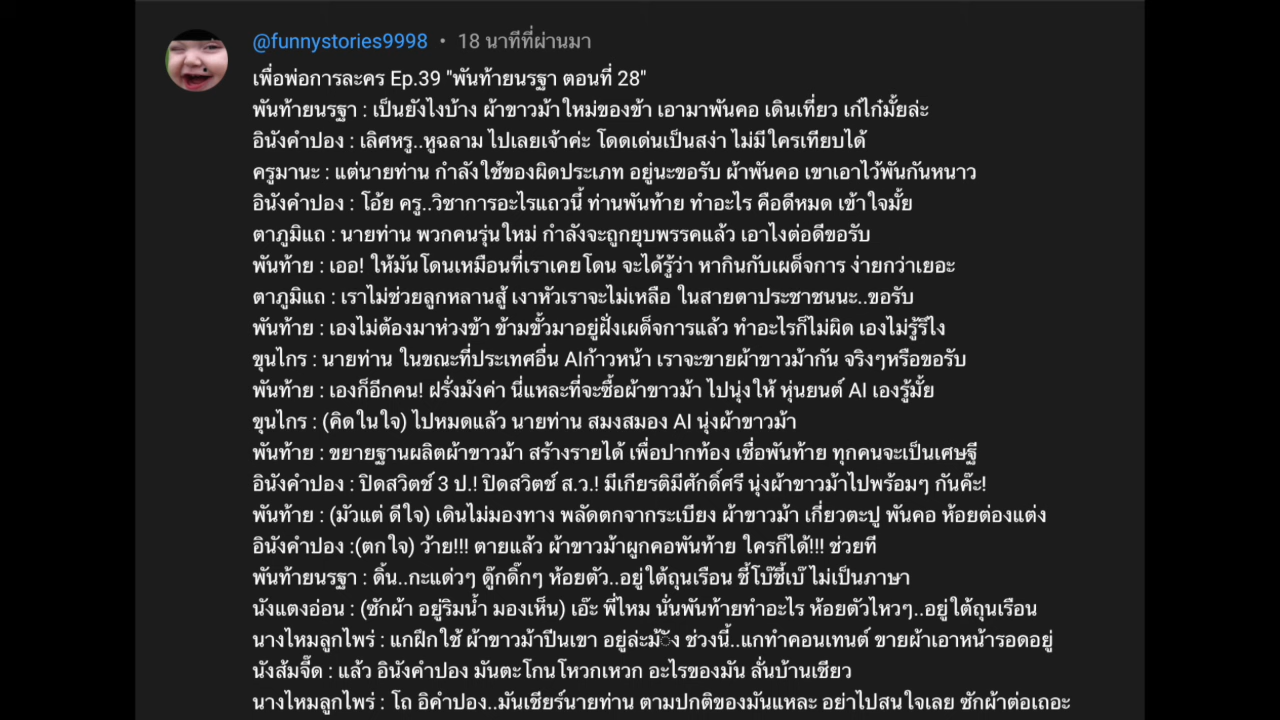 @funnystories9998 • 18 นาทีที่ผ่านมา
เพื่อพ่อการละคร Ep.39 "พันท้ายนรฐา ตอนที่ 28"
พันท้ายนรฐา : เป็นยังไงบ้าง ผ้าขาวม้าใหม่ของข้า เอามาพันคอ เดินเที่ยว เก๋ไก๋มั้ยล่ะ
อินังคำปอง : เลิศหรู..หูฉลาม ไปเลยเจ้าค่ะ โดดเด่นเป็นสง่า ไม่มีใครเทียบได้
ครูมานะ : แต่นายท่าน กำลังใช้ของผิดประเภท อยู่นะขอรับ ผ้าพันคอ เขาเอาไว้พันกันหนาว
อินังคำปอง : โอ้ย ครู..วิชาการอะไรแถวนี้ ท่านพันท้าย ทำอะไร คือดีหมด เข้าใจมั้ย
ตาภูมิแถ : นายท่าน พวกคนรุ่นใหม่ กำลังจะถูกยุบพรรคแล้ว เอาไงต่อดีขอรับ
พันท้าย : เออ! ให้มันโดนเหมือนที่เราเคยโดน จะได้รู้ว่า หากินกับเผด็จการ ง่ายกว่าเยอะ
ตาภูมิแถ : เราไม่ช่วยลูกหลานสู้ เงาหัวเราจะไม่เหลือ ในสายตาประชาชนนะ..ขอรับ
พันท้าย : เองไม่ต้องมาห่วงข้า ข้ามขั้วมาอยู่ฝั่งเผด็จการแล้ว ทำอะไรก็ไม่ผิด เองไม่รู้รึไง
ขุนไกร : นายท่าน ในขณะที่ประเทศอื่น AIก้าวหน้า เราจะขายผ้าขาวม้ากัน จริงๆหรือขอรับ
พันท้าย : เองก็อีกคน! ฝรั่งมังค่า นี่แหละที่จะซื้อผ้าขาวม้า ไปนุ่งให้ หุ่นยนต์ AI เองรู้มั้ย
ขุนไกร : (คิดในใจ) ไปหมดแล้ว นายท่าน สมงสมอง AI นุ่งผ้าขาวม้า
พันท้าย : ขยายฐานผลิตผ้าขาวม้า สร้างรายได้ เพื่อปากท้อง เชื่อพันท้าย ทุกคนจะเป็นเศษฐี
อินังคำปอง : ปิดสวิตช์ 3 ป.! ปิดสวิตช์ ส.ว.! มีเกียรติมีศักดิ์ศรี นุ่งผ้าขาวม้าไปพร้อมๆ กันค๊ะ!
พันท้าย : (มัวแต่ ดีใจ) เดินไม่มองทาง พลัดตกจากระเบียง ผ้าขาวม้า เกี่ยวตะปู พันคอ ห้อยต่องแต่ง
อินังคำปอง :(ตกใจ) ว้าย!!! ตายแล้ว ผ้าขาวม้าผูกคอพันท้าย ใครก็ได้!!! ช่วยที
พันท้ายนรฐา : ดิ้น..กะแด่วๆ ดู๊กดิ๊กๆ ห้อยตัว..อยู่ใต้ถุนเรือน ชี้โบ๊ชี้เบ๊ ไม่เป็นภาษา
นังแตงอ่อน : (ซักผ้า อยู่ริมน้ำ มองเห็น) เอ๊ะ พี่ไหม นั่นพันท้ายทำอะไร ห้อยตัวไหวๆ..อยู่ใต้ถุนเรือน
นางไหมลูกไพร่ : แกฝึกใช้ ผ้าขาวม้าปีนเขา อยู่ล่ะม้ัง ช่วงนี้..แกทำคอนเทนต์ ขายผ้าเอาหน้ารอดอยู่
นังส้มจี๊ด : แล้ว อินังคำปอง มันตะโกนโหวกเหวก อะไรของมัน ลั่นบ้านเชียว
นางไหมลูกไพร่ : โถ อิคำปอง..มันเชียร์นายท่าน ตามปกติของมันแหละ อย่าไปสนใจเลย ซักผ้าต่อเถอะ